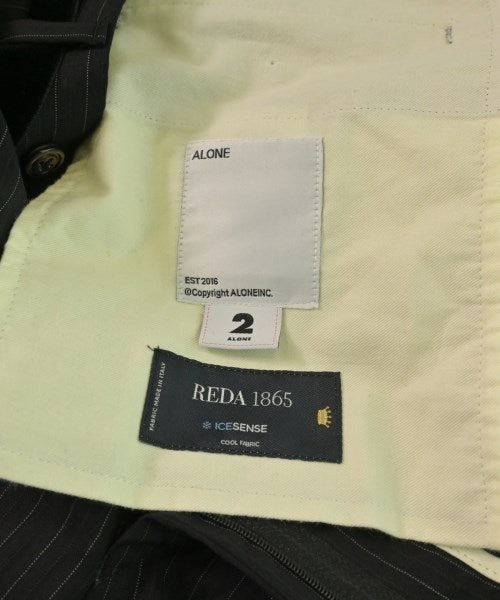 ALONE
EST 2016
©Copyright ALONEINC.
2
ALONE
FABRIC MADE IN ITALY
REDA 1865
ICESENSE
COOL FABRIC